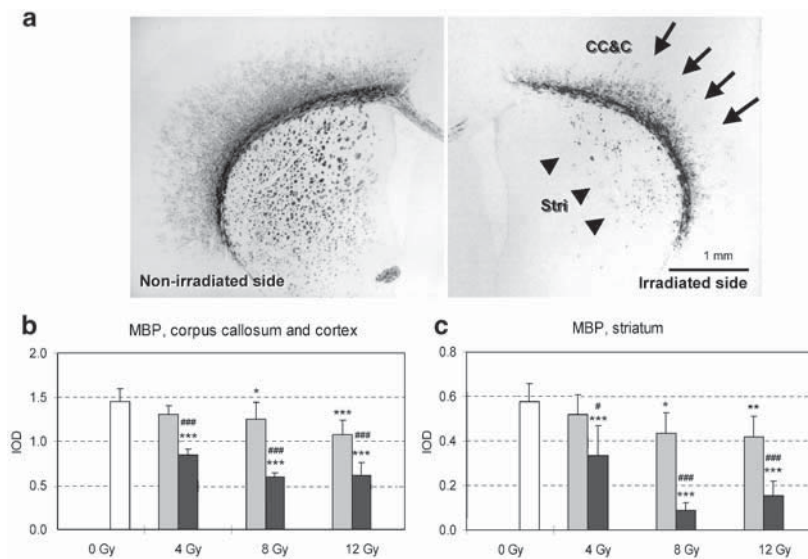 a
CC&C
Stri
1 mm
Non-irradiated side
Irradiated side
b
MBP, corpus callosum and cortex
IOD
2.0
1.5
1.0
0.5
0.0
###
***
*
###
***
***
###
***
0 Gy
4 Gy
8 Gy
12 Gy
c
MBP, striatum
IOD
0.8
0.6
0.4
0.2
0.0
#
***
*
###
***
**
###
***
0 Gy
4 Gy
8 Gy
12 Gy